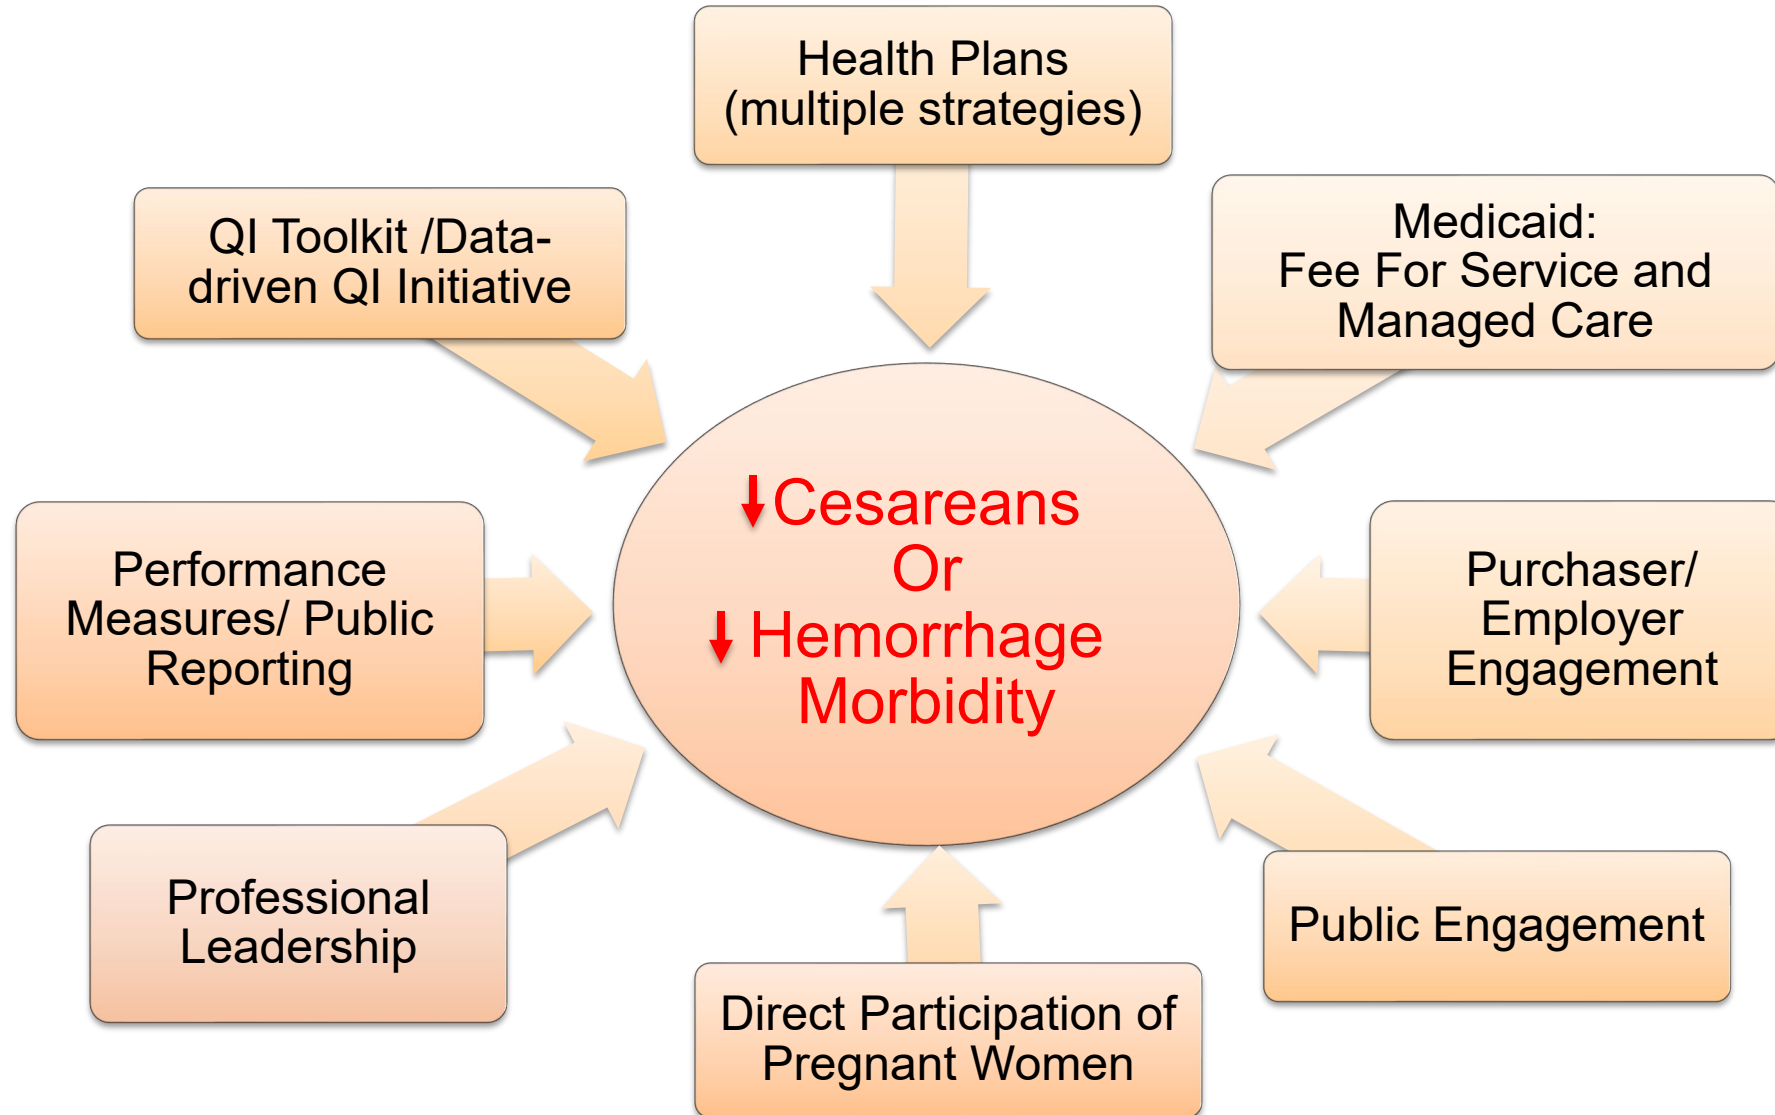 Health Plans
(multiple strategies)
QI Toolkit /Data-
driven QI Initiative
Medicaid:
Fee For Service and
Managed Care
Performance
Measures/ Public
Reporting
↓Cesareans
Or
↓ Hemorrhage
Morbidity
Purchaser/
Employer
Engagement
Professional
Leadership
Public Engagement
Direct Participation of
Pregnant Women